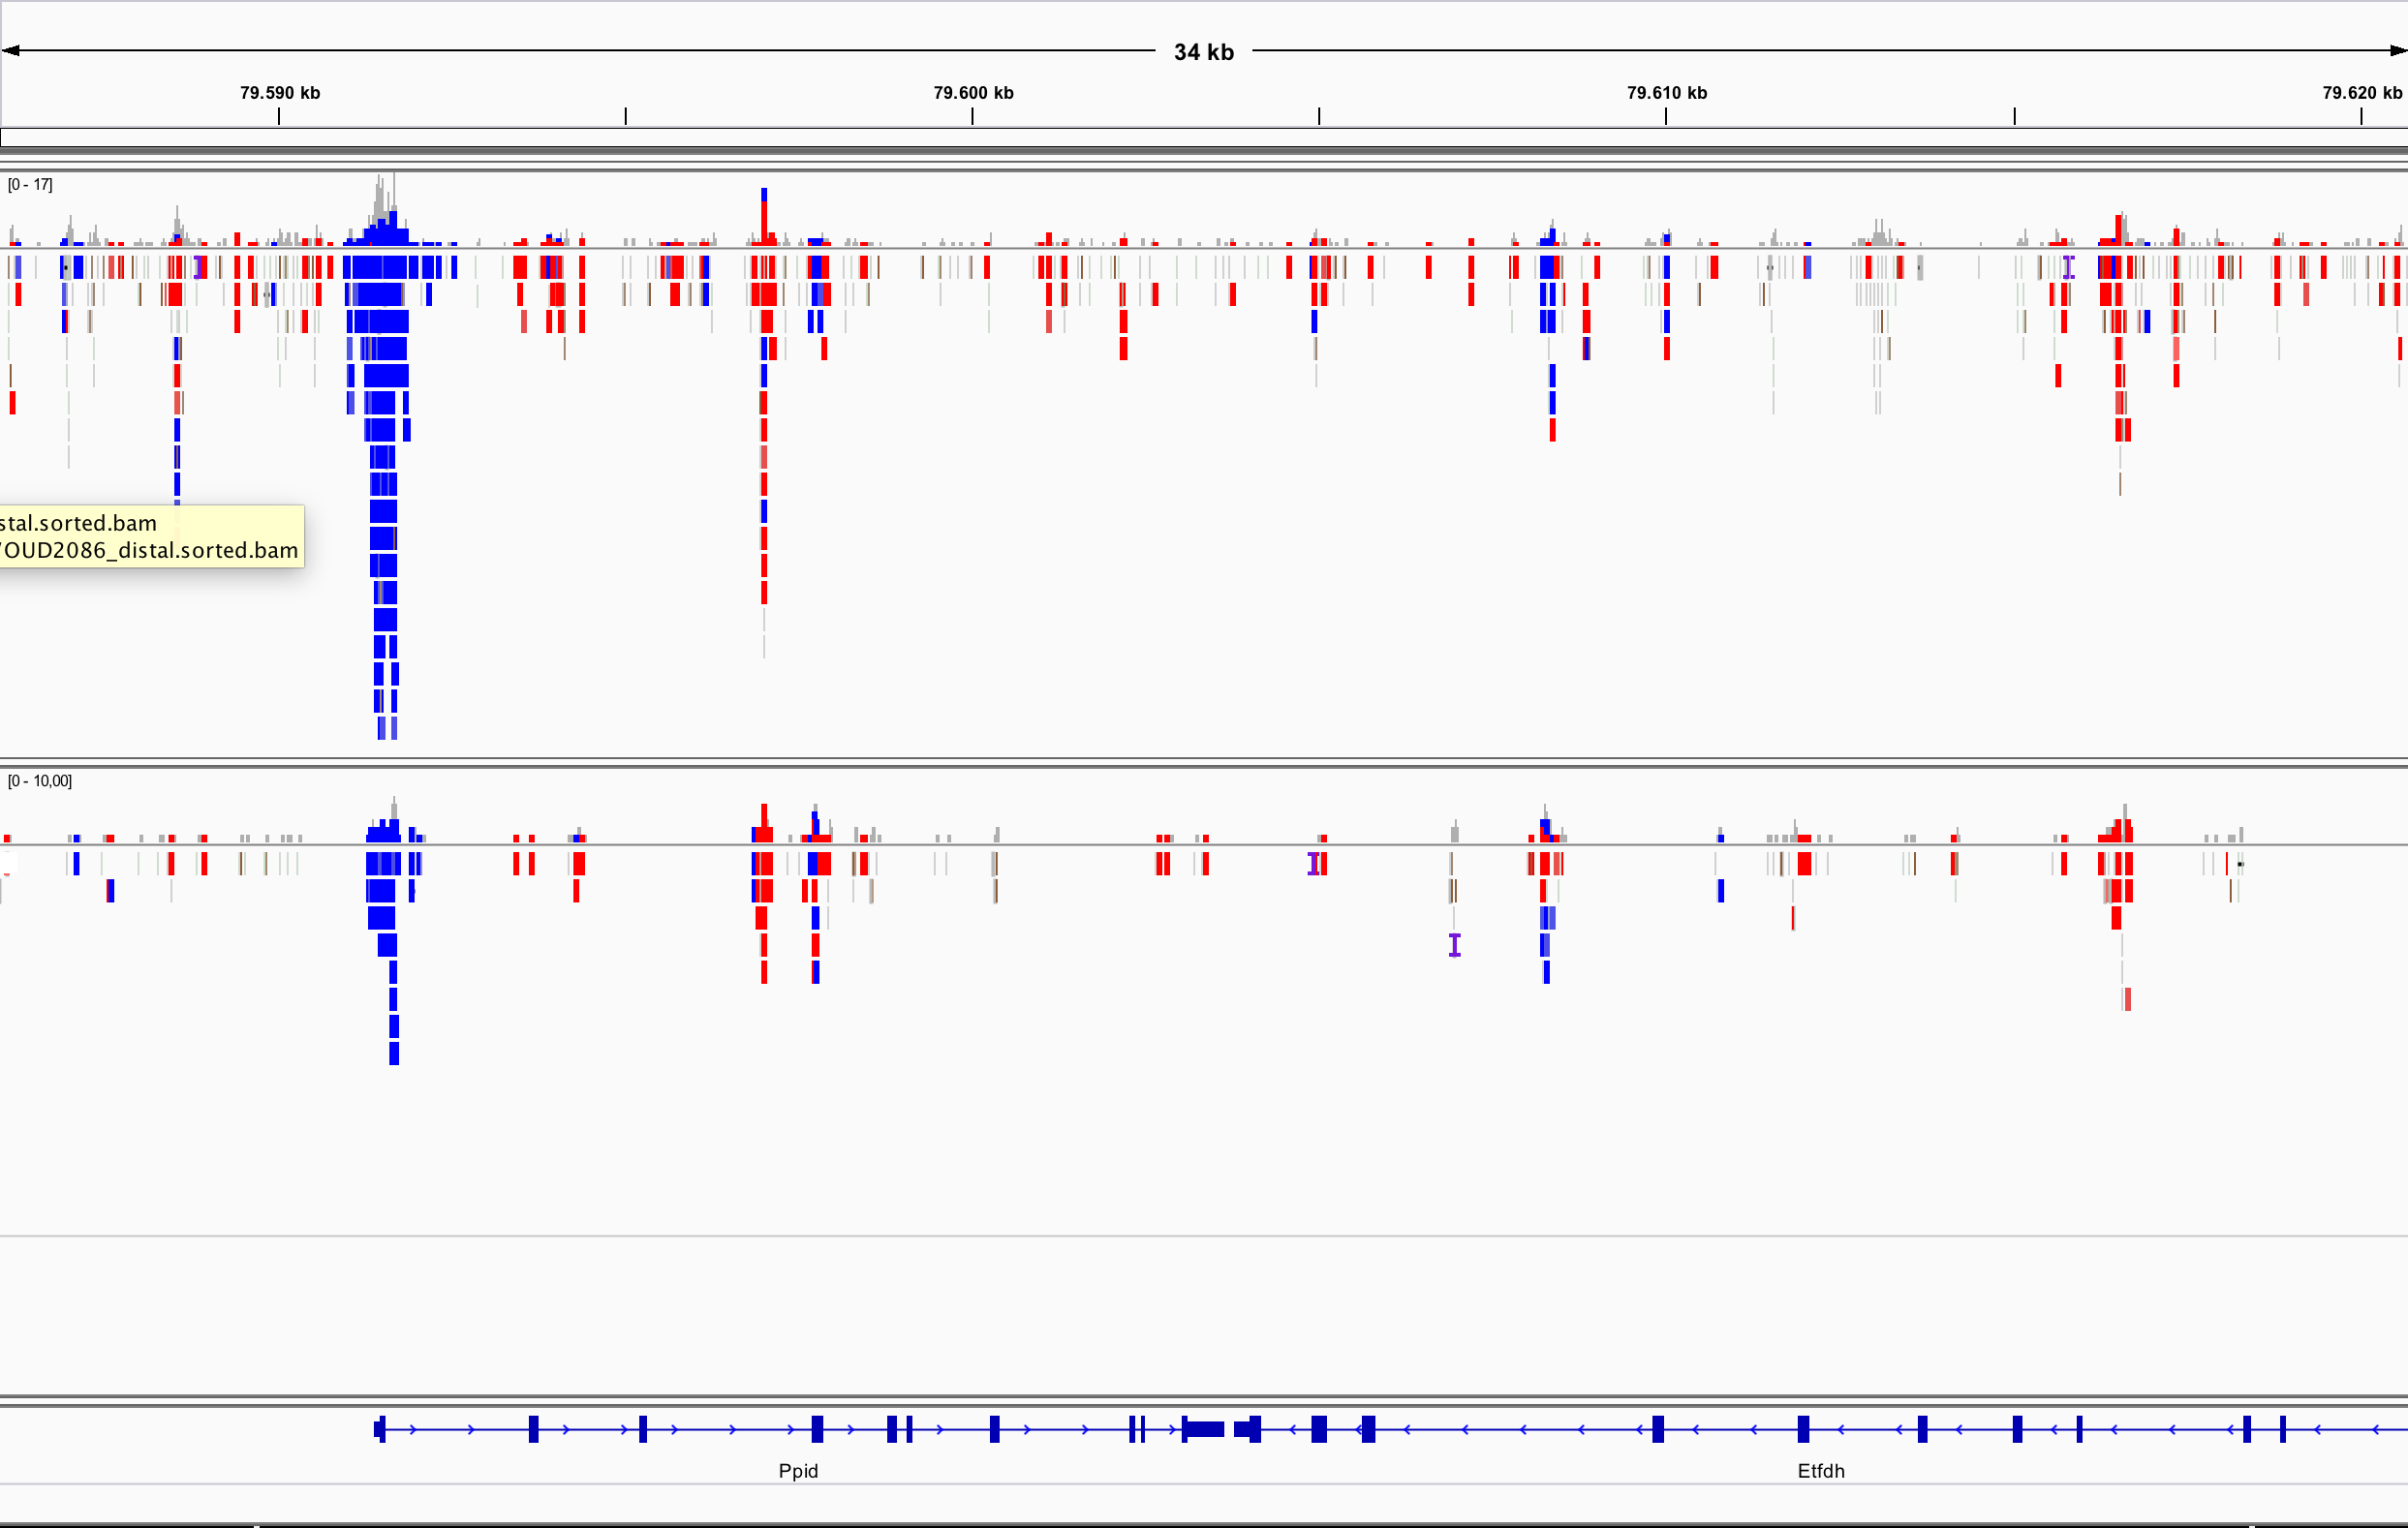 34 kb
79.590 kb
79.600 kb
79.610 kb
79.620 kb
[0 - 17]
stal.sorted.bam
/OUD2086_distal.sorted.bam
[0 - 10,00]
Ppid
Etfdh